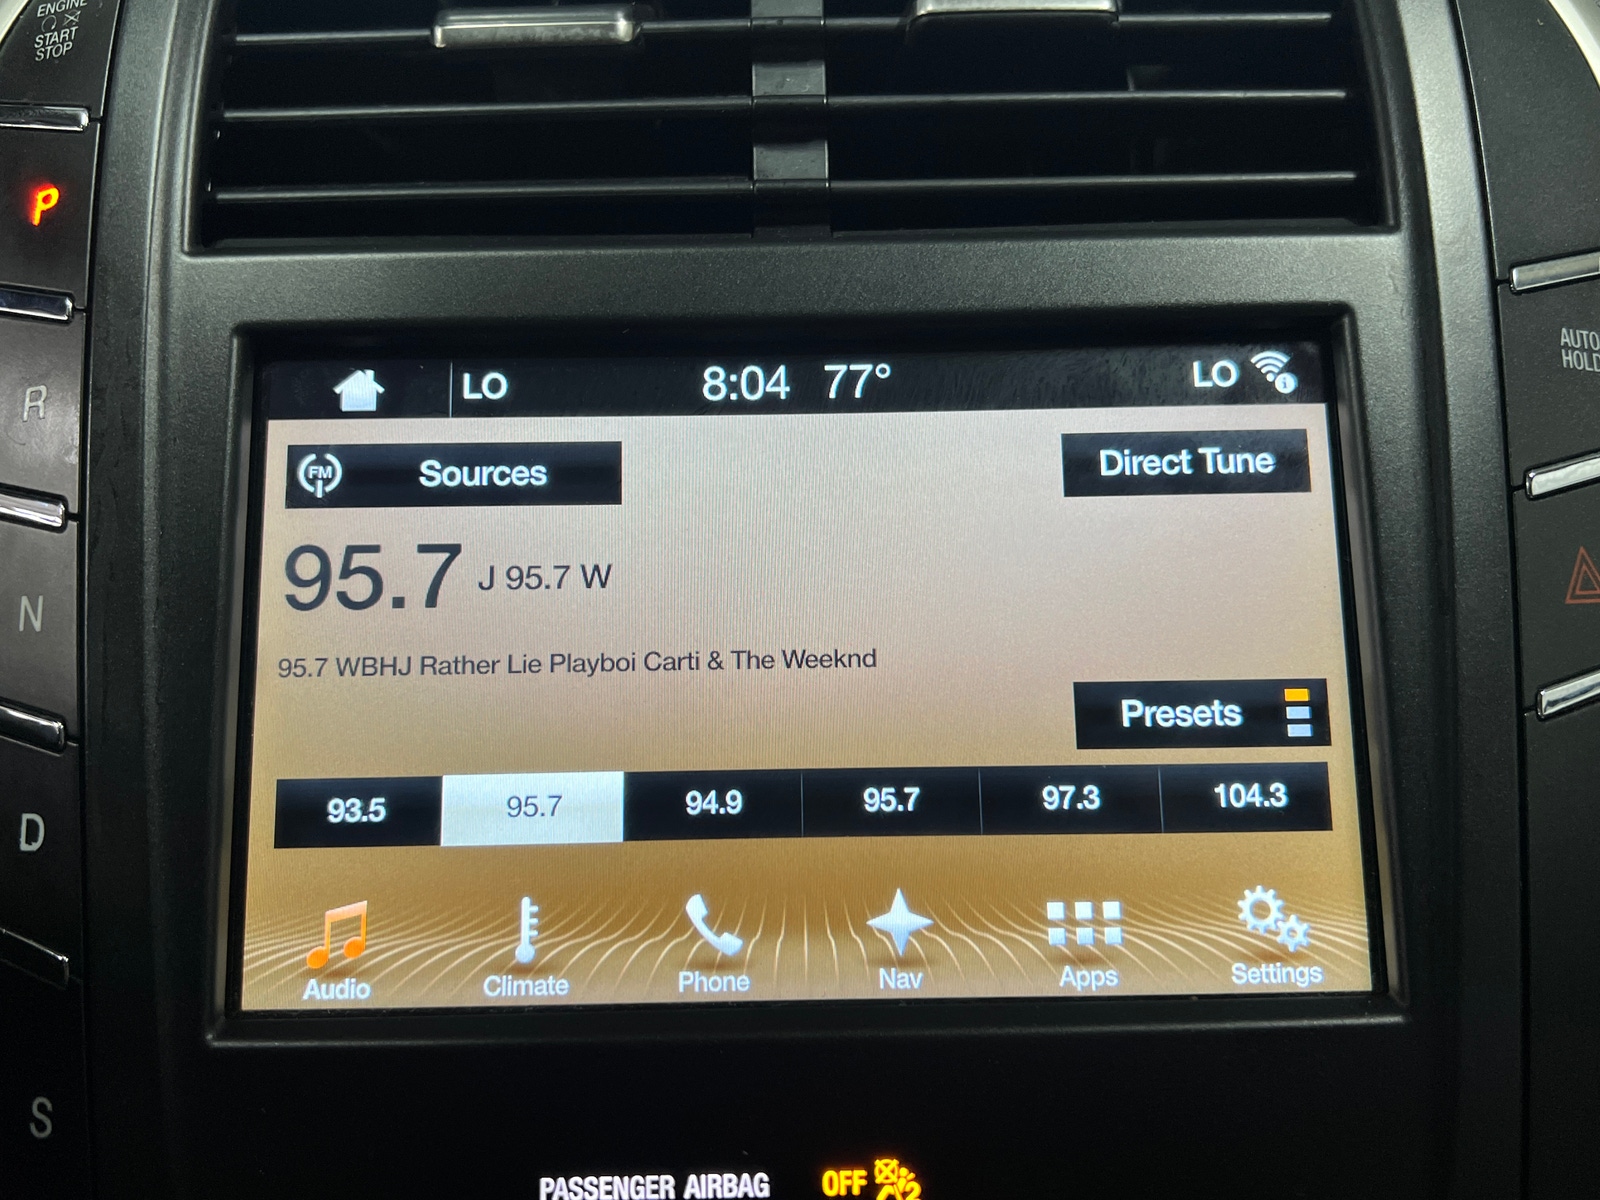 ENGINE
START
STOP
P
R
N
D
S
AUTO
HOLD
LO 8:04 77° LO
FM Sources Direct Tune
95.7 J 95.7 W
95.7 WBHJ Rather Lie Playboi Carti & The Weeknd
Presets
93.5 95.7 94.9 95.7 97.3 104.3
Audio Climate Phone Nav Apps Settings
PASSENGER AIRBAG OFF 2